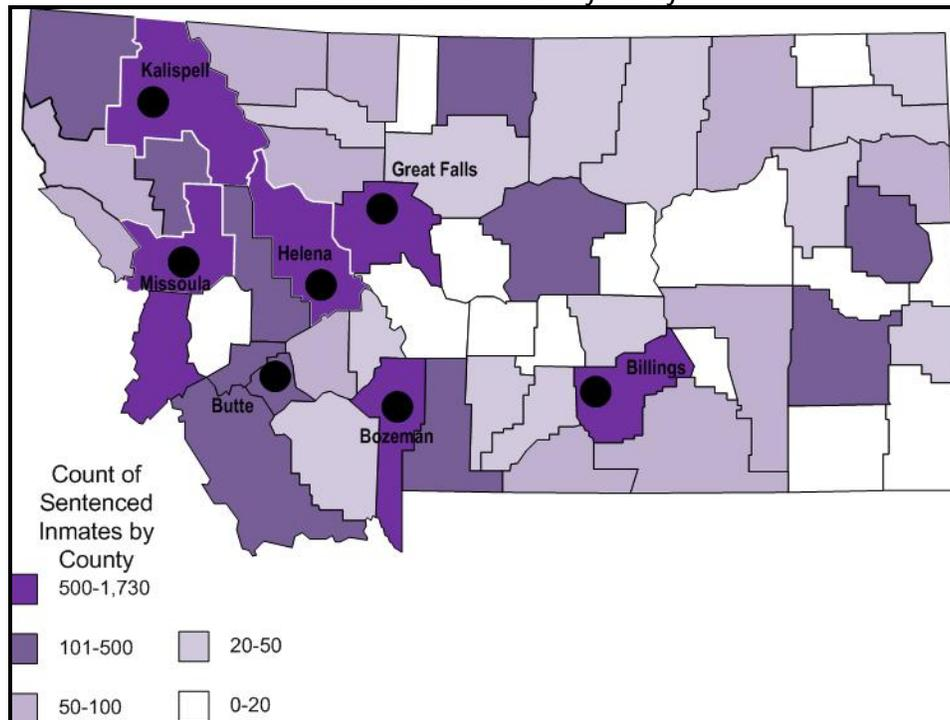 Kalispell
Great Falls
Helena
Missoula
Billings
Butte
Bozeman
Count of
Sentenced
Inmates by
County
500-1,730
101-500
20-50
50-100
0-20